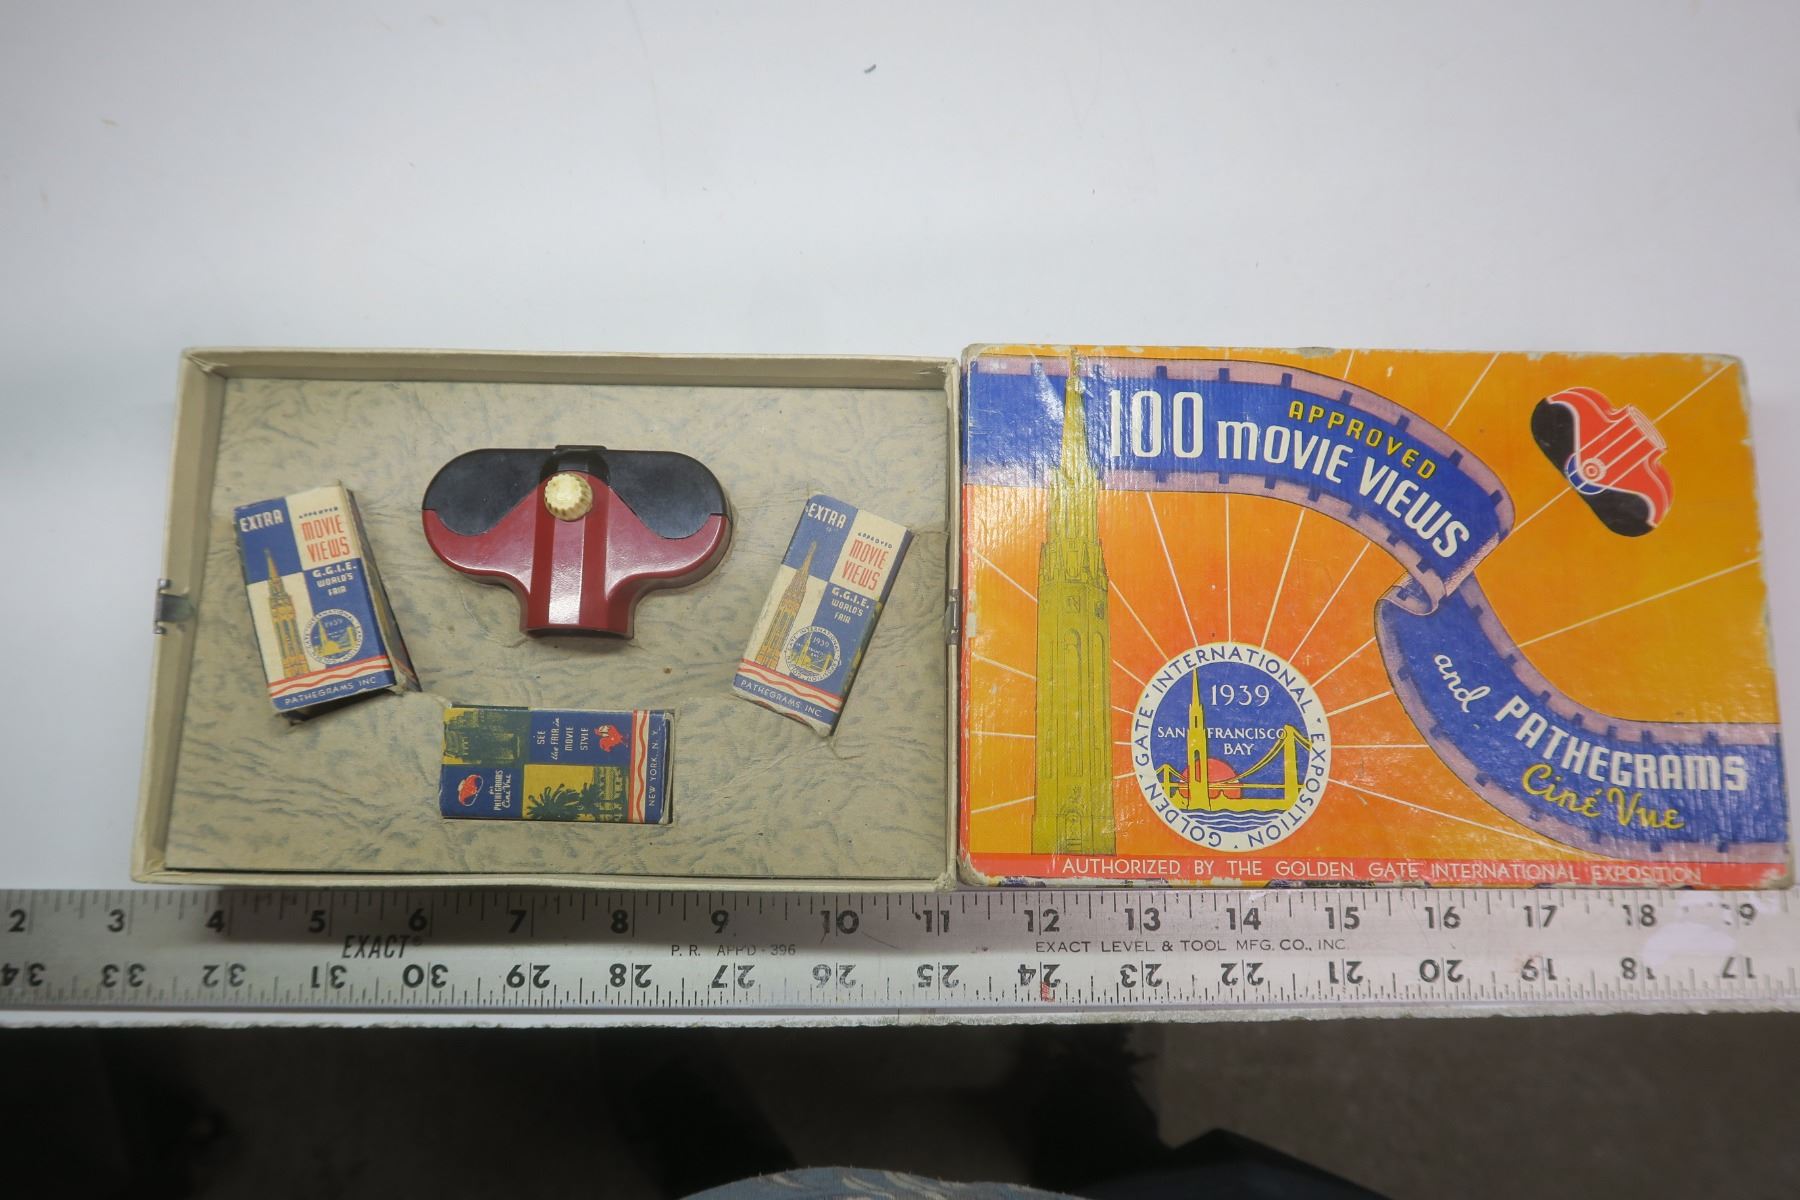 EXTRA
APPROVED
MOVIE
VIEWS
G.G.I.E.
WORLD'S
FAIR
1939
PATHEGRAMS INC
EXTRA
APPROVED
MOVIE
VIEWS
G.G.I.E.
WORLD'S
FAIR
1939
PATHEGRAMS INC.
SEE
the FAIR in
MOVIE
STYLE
PATHEGRAMS
Ciné Vue
NEW YORK, N.Y.
APPROVED
100 MOVIE VIEWS
and PATHEGRAMS
Ciné Vue
GOLDEN · GATE · INTERNATIONAL · EXPOSITION
1939
SAN FRANCISCO
BAY
AUTHORIZED BY THE GOLDEN GATE INTERNATIONAL EXPOSITION
2 3 4 5 6 7 8 9 10 11 12 13 14 15 16 17 18 19
EXACT® P. R. APP'D - 396 EXACT LEVEL & TOOL MFG. CO., INC.
34 33 32 31 30 29 28 27 26 25 24 23 22 21 20 19 18 17